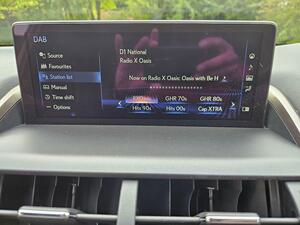 DAB
Source
Favourites
Station list
Manual
Time shift
Options
D1 National
Radio X Oasis
Now on Radio X Oasis: Oasis with Be H
GHR 70s
GHR 80s
Hits 90s
Hits 00s
Cap XTRA